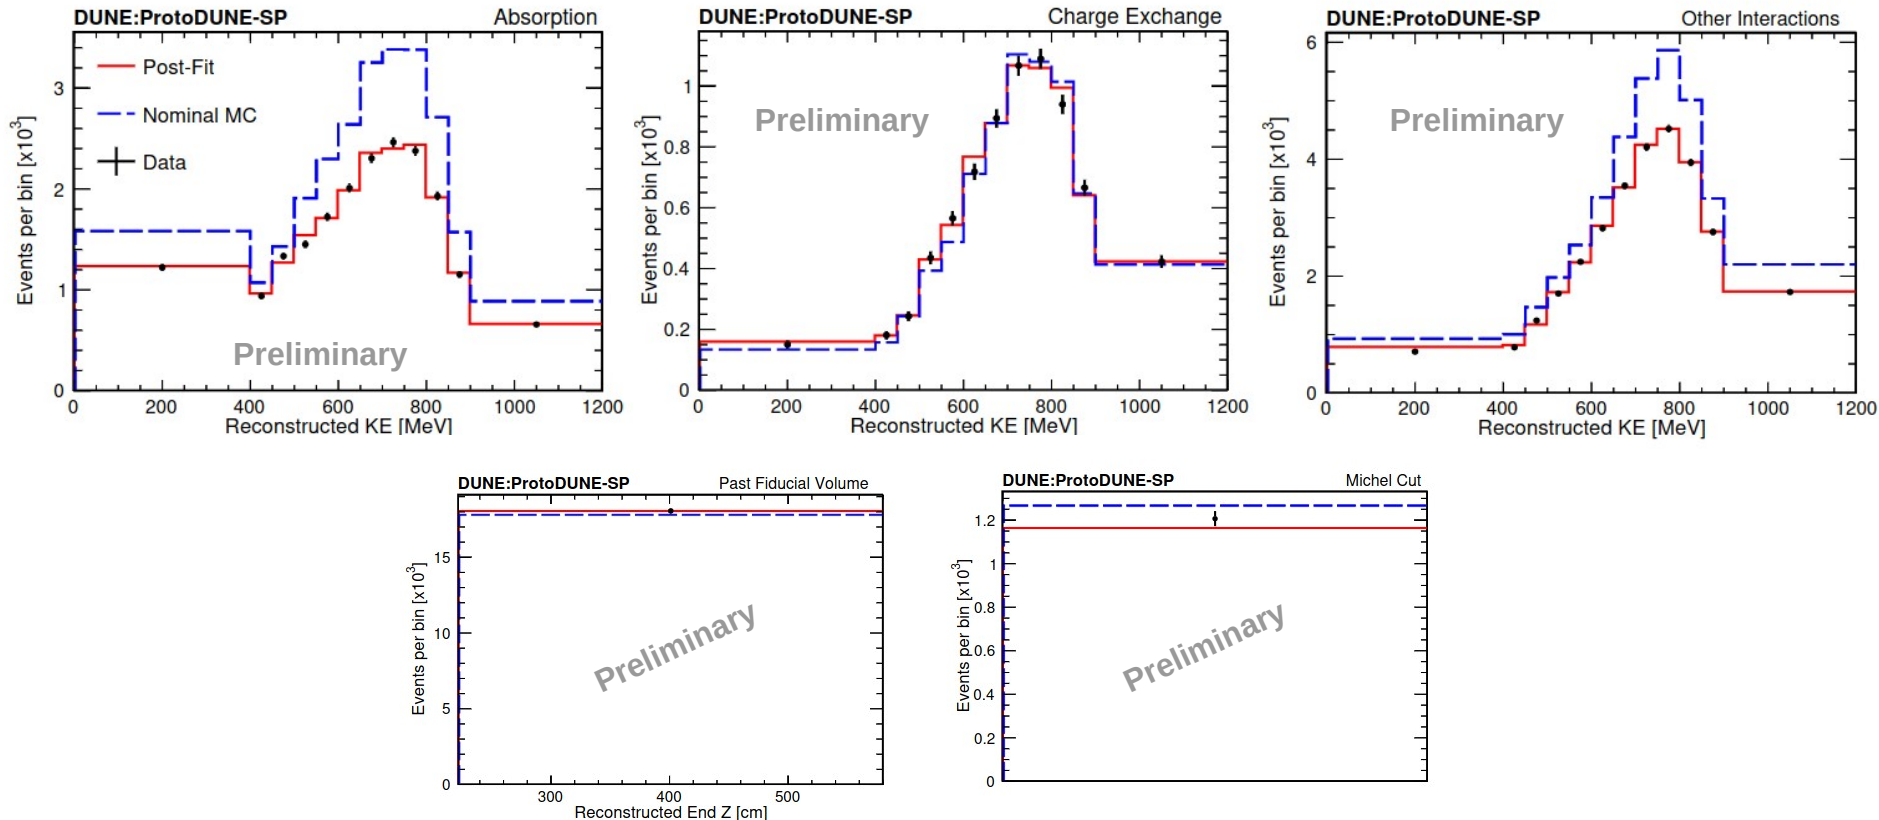 DUNE:ProtoDUNE-SP Absorption
Post-Fit
Nominal MC
Data
Preliminary
Events per bin [x10³]
3
2
1
0
0 200 400 600 800 1000 1200
Reconstructed KE [MeV]
DUNE:ProtoDUNE-SP Charge Exchange
Preliminary
Events per bin [x10³]
1
0.8
0.6
0.4
0.2
0
0 200 400 600 800 1000 1200
Reconstructed KE [MeV]
DUNE:ProtoDUNE-SP Other Interactions
Preliminary
Events per bin [x10³]
6
4
2
0
0 200 400 600 800 1000 1200
Reconstructed KE [MeV]
DUNE:ProtoDUNE-SP Past Fiducial Volume
Preliminary
Events per bin [x10³]
15
10
5
0
300 400 500
Reconstructed End Z [cm]
DUNE:ProtoDUNE-SP Michel Cut
Preliminary
Events per bin [x10³]
1.2
1
0.8
0.6
0.4
0.2
0